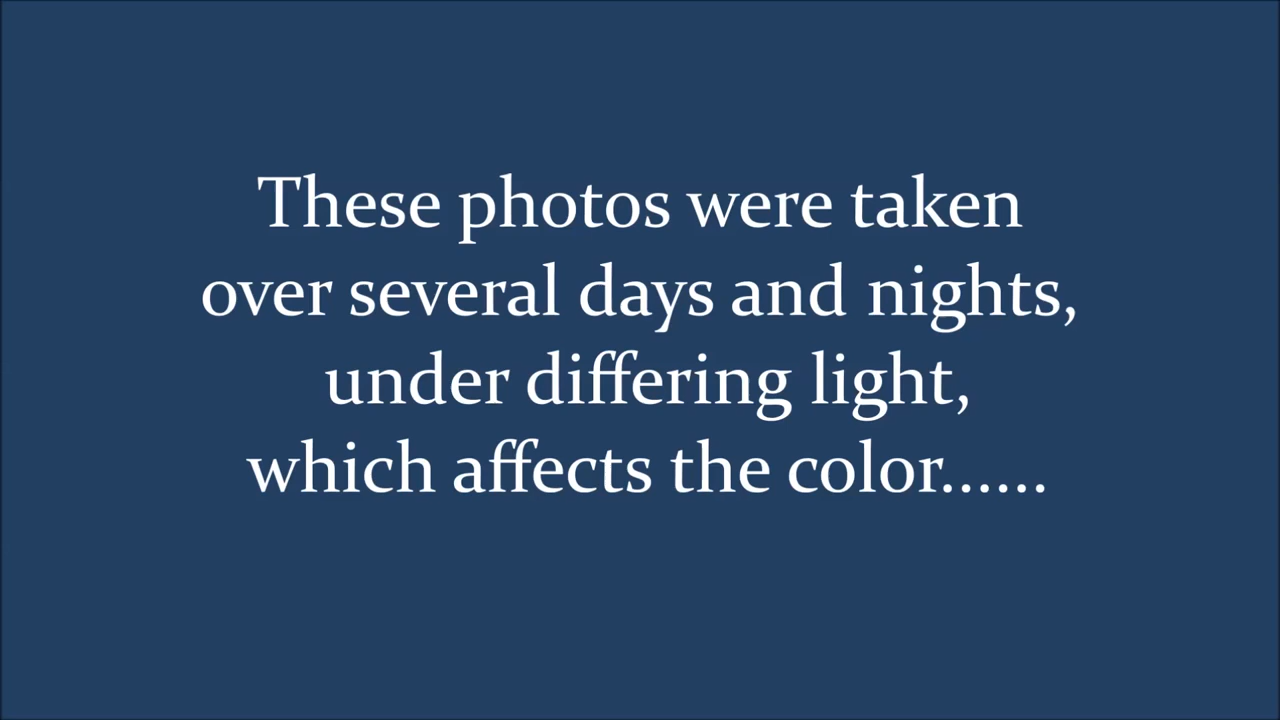 These photos were taken
over several days and nights,
under differing light,
which affects the color......